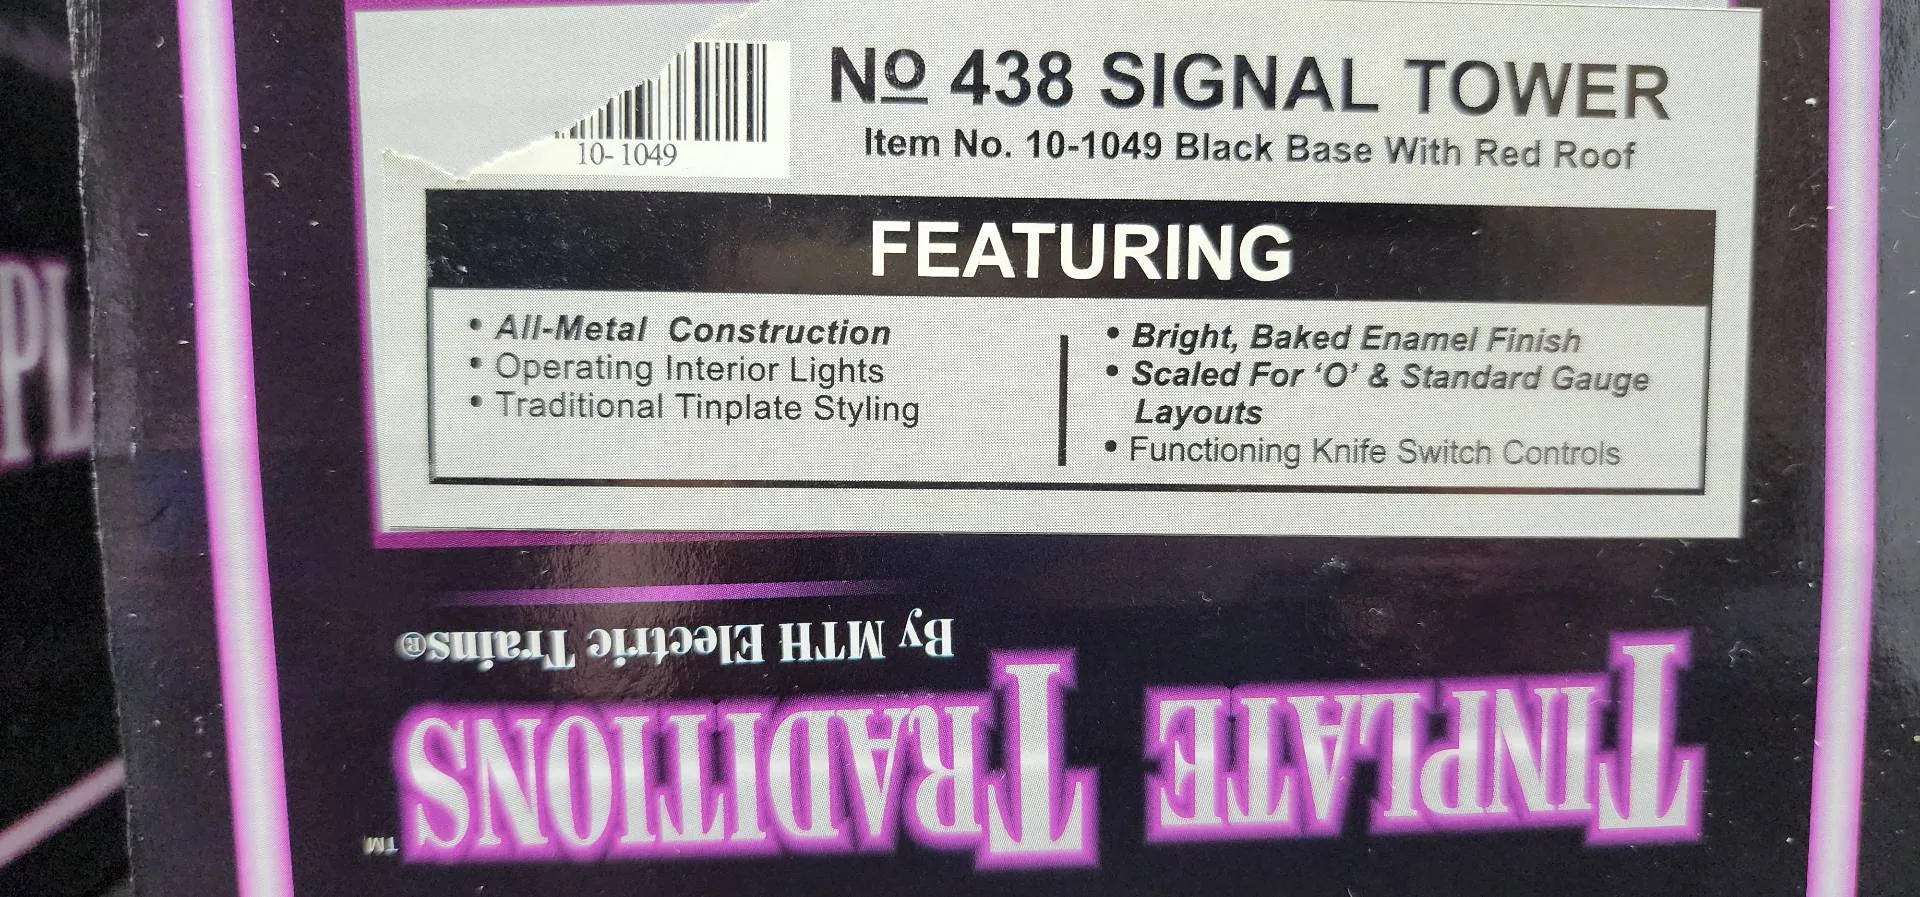 No 438 SIGNAL TOWER
Item No. 10-1049 Black Base With Red Roof
10-1049
FEATURING
• All-Metal Construction
• Operating Interior Lights
• Traditional Tinplate Styling
• Bright, Baked Enamel Finish
• Scaled For ‘O’ & Standard Gauge
Layouts
• Functioning Knife Switch Controls
TINPLATE TRADITIONS™
By MTH Electric Trains®
PL